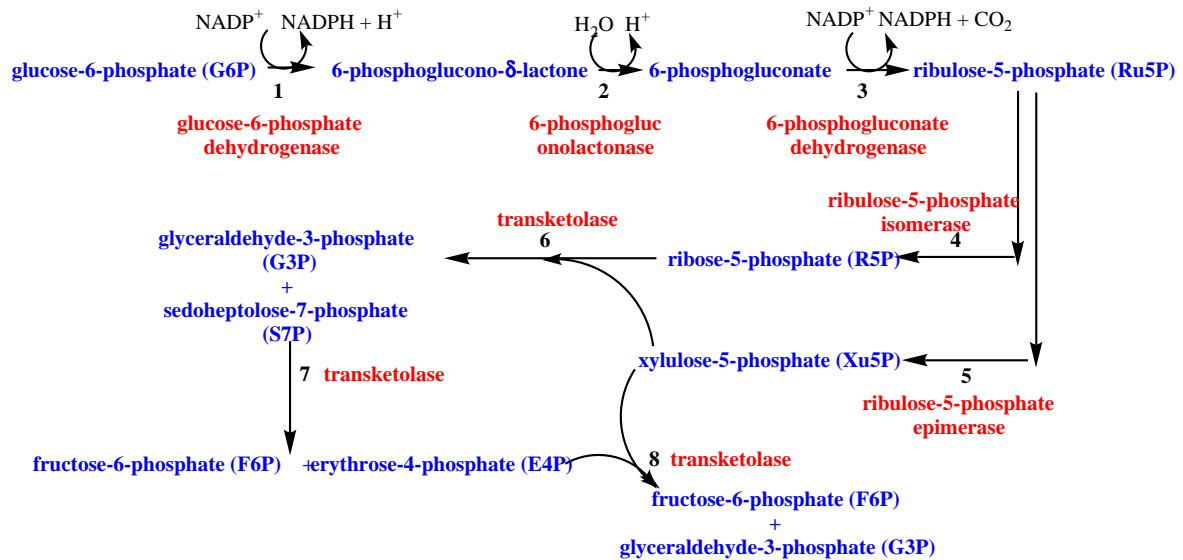 NADP+ NADPH + H+
H2O H+
NADP+ NADPH + CO2
glucose-6-phosphate (G6P)
6-phosphoglucono-δ-lactone
6-phosphogluconate
ribulose-5-phosphate (Ru5P)
1
2
3
glucose-6-phosphate
dehydrogenase
6-phosphogluc
onolactonase
6-phosphogluconate
dehydrogenase
ribulose-5-phosphate
isomerase
4
transketolase
6
glyceraldehyde-3-phosphate
(G3P)
+
sedoheptolose-7-phosphate
(S7P)
ribose-5-phosphate (R5P)
xylulose-5-phosphate (Xu5P)
5
ribulose-5-phosphate
epimerase
7 transketolase
fructose-6-phosphate (F6P) +erythrose-4-phosphate (E4P)
8 transketolase
fructose-6-phosphate (F6P)
+
glyceraldehyde-3-phosphate (G3P)